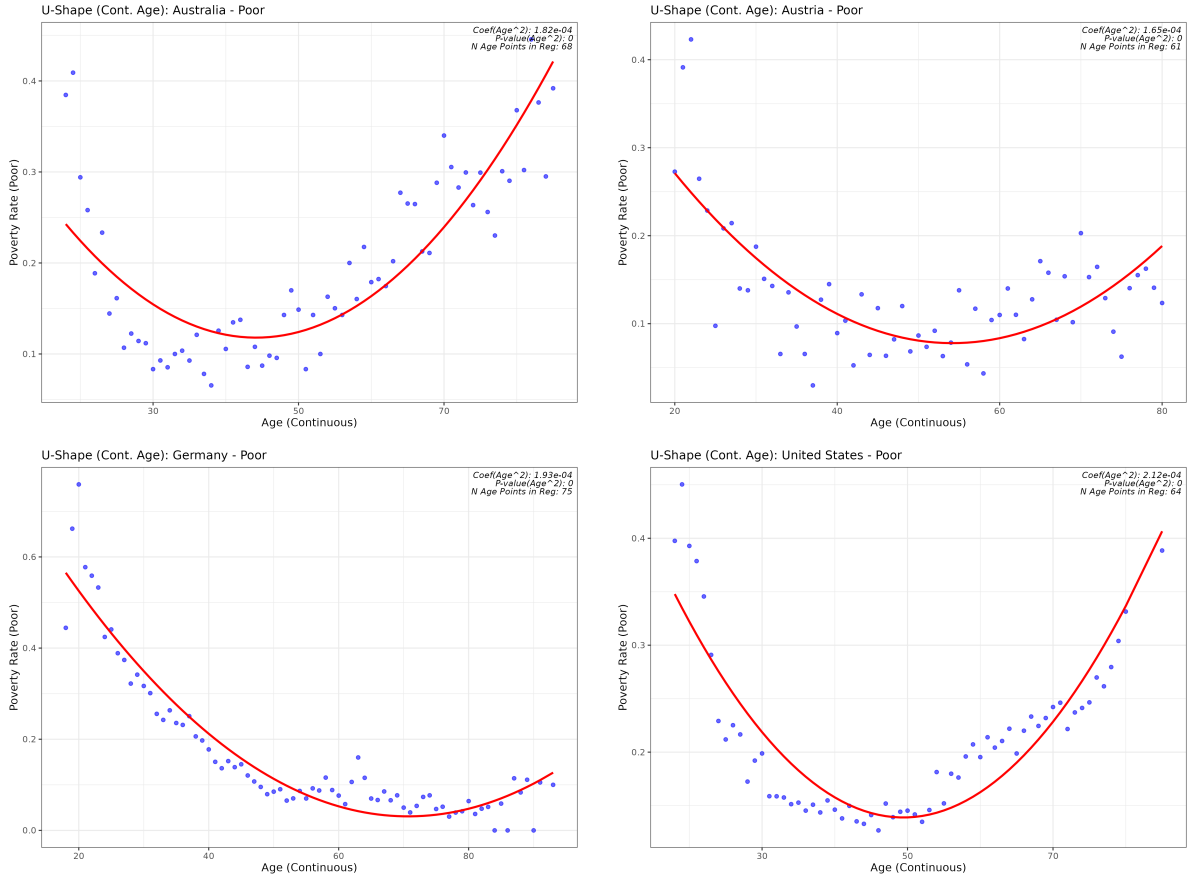 U-Shape (Cont. Age): Australia - Poor
Coef(Age^2): 1.82e-04
P-value(Age^2): 0
N Age Points in Reg: 68
0.4
0.3
0.2
0.1
Poverty Rate (Poor)
30
50
70
Age (Continuous)
U-Shape (Cont. Age): Austria - Poor
Coef(Age^2): 1.65e-04
P-value(Age^2): 0
N Age Points in Reg: 61
0.4
0.3
0.2
0.1
Poverty Rate (Poor)
20
40
60
80
Age (Continuous)
U-Shape (Cont. Age): Germany - Poor
Coef(Age^2): 1.93e-04
P-value(Age^2): 0
N Age Points in Reg: 75
0.6
0.4
0.2
0.0
Poverty Rate (Poor)
20
40
60
80
Age (Continuous)
U-Shape (Cont. Age): United States - Poor
Coef(Age^2): 2.12e-04
P-value(Age^2): 0
N Age Points in Reg: 64
0.4
0.3
0.2
Poverty Rate (Poor)
30
50
70
Age (Continuous)